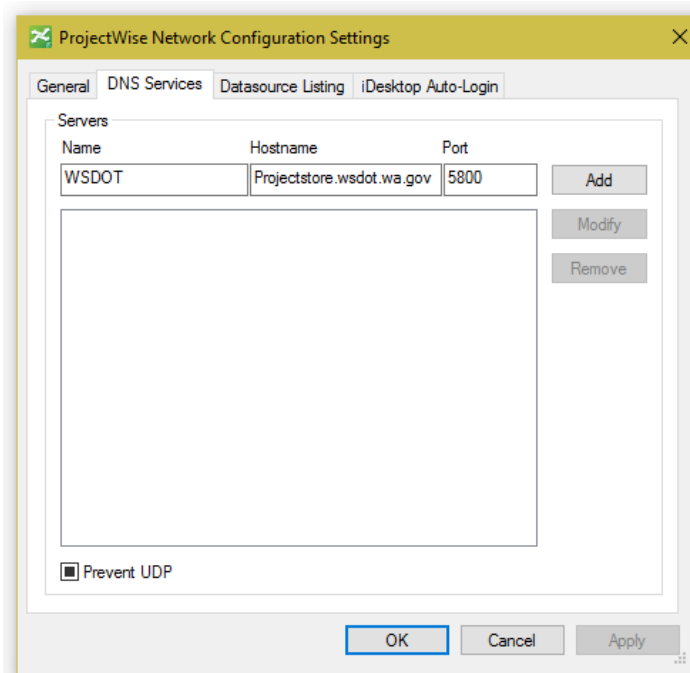 ProjectWise Network Configuration Settings
General DNS Services Datasource Listing iDesktop Auto-Login
Servers
Name Hostname Port
WSDOT Projectstore.wsdot.wa.gov 5800 Add
Modify
Remove
Prevent UDP
OK Cancel Apply